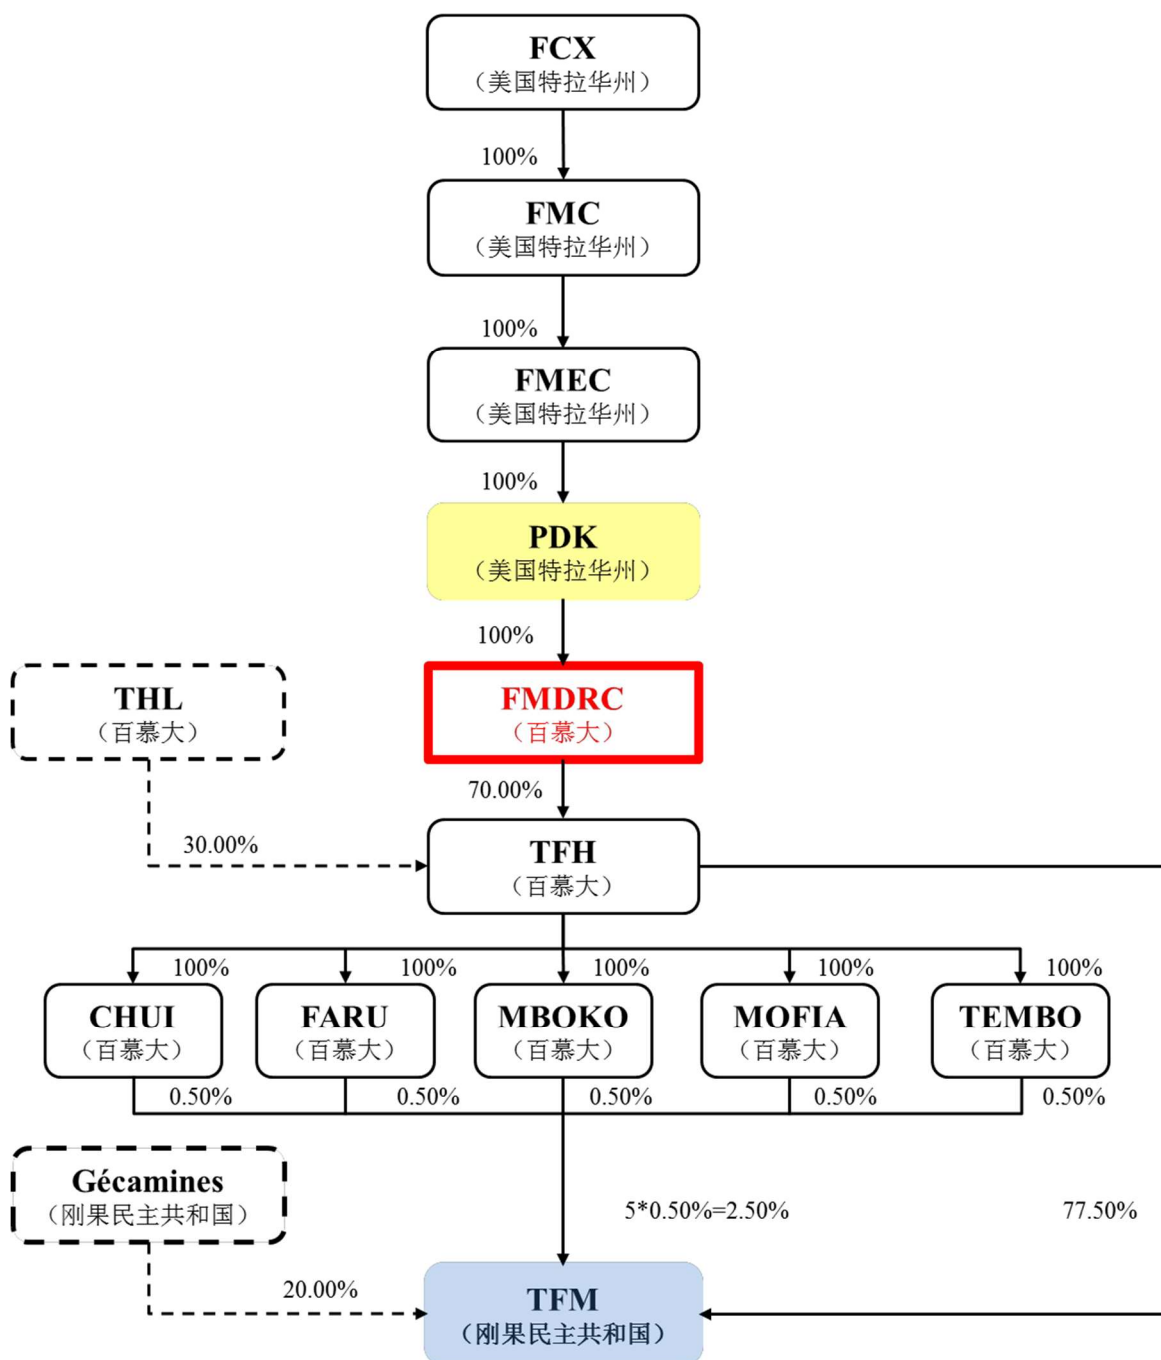 FCX
（美国特拉华州）
100%
FMC
（美国特拉华州）
100%
FMEC
（美国特拉华州）
100%
PDK
（美国特拉华州）
100%
THL
（百慕大）
FMDRC
（百慕大）
70.00%
30.00%
TFH
（百慕大）
100%
100%
100%
100%
100%
CHUI
（百慕大）
FARU
（百慕大）
MBOKO
（百慕大）
MOFIA
（百慕大）
TEMBO
（百慕大）
0.50%
0.50%
0.50%
0.50%
0.50%
Gécamines
（刚果民主共和国）
5*0.50%=2.50%
77.50%
20.00%
TFM
（刚果民主共和国）